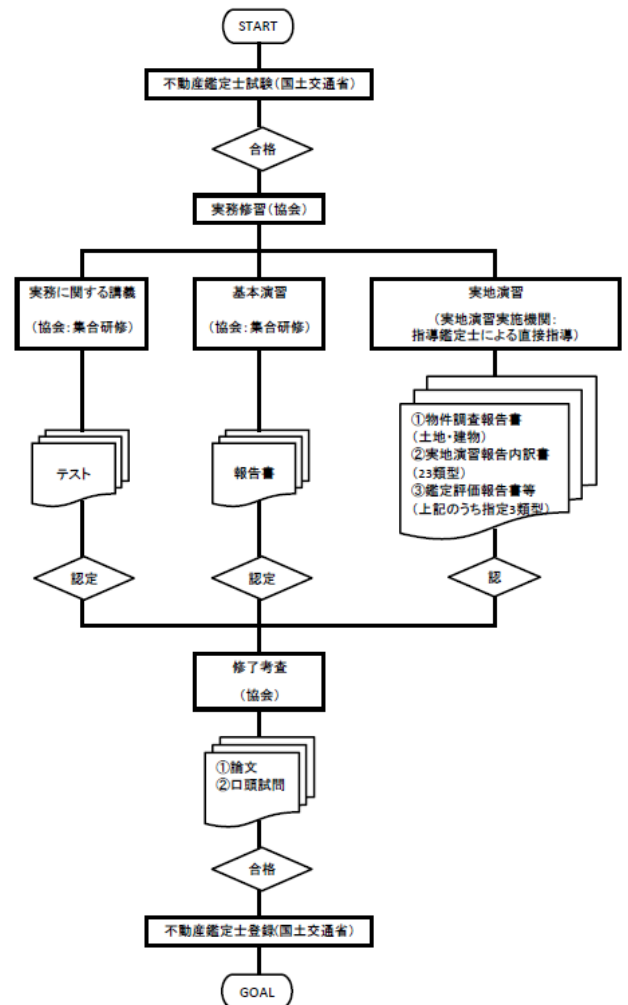 START
不動産鑑定士試験(国土交通省)
合格
実務修習(協会)
実務に関する講義
(協会:集合研修)
基本演習
(協会:集合研修)
実地演習
(実地演習実施機関:
指導鑑定士による直接指導)
テスト
報告書
①物件調査報告書
(土地・建物)
②実地演習報告内訳書
(23類型)
③鑑定評価報告書等
(上記のうち指定3類型)
認定
認定
認
修了考査
(協会)
①論文
②口頭試問
合格
不動産鑑定士登録(国土交通省)
GOAL